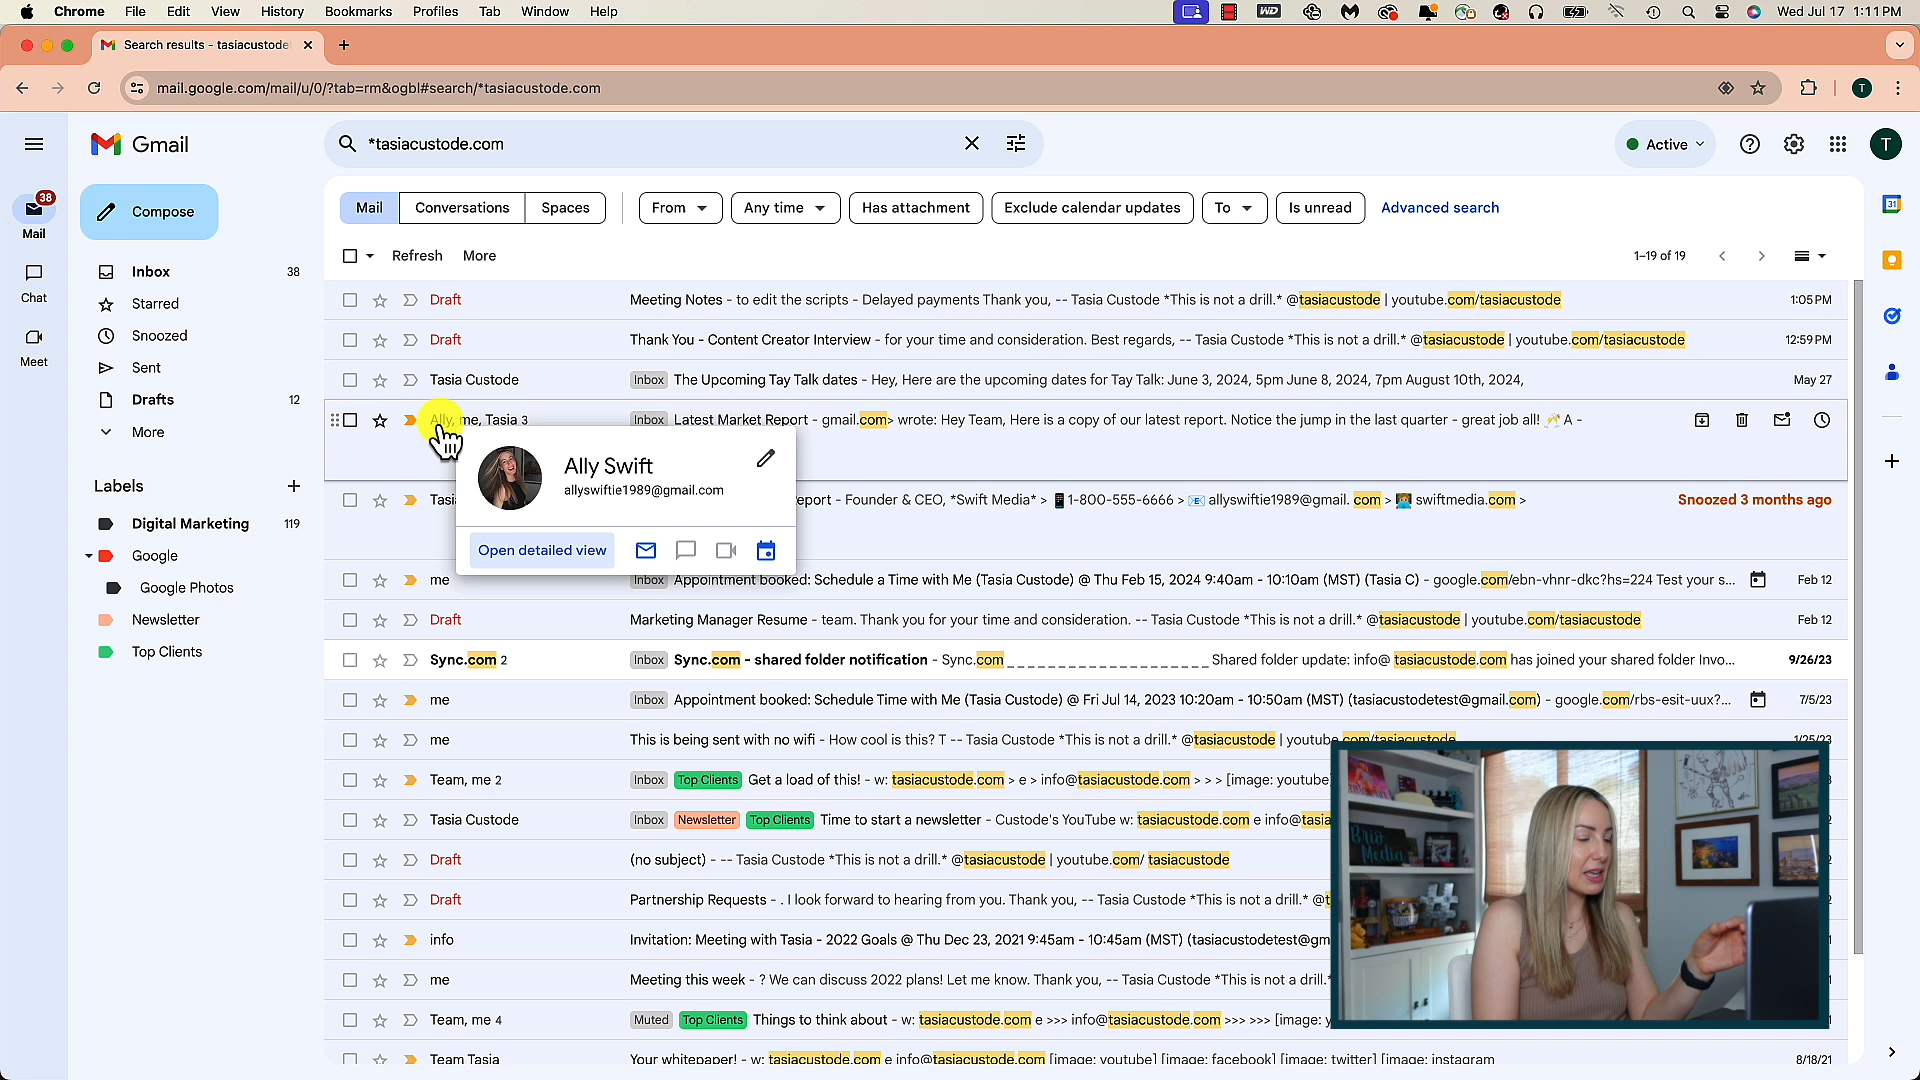 Chrome File Edit View History Bookmarks Profiles Tab Window Help
WD
Wed Jul 17 1:11 PM
Search results - tasiacustode
mail.google.com/mail/u/0/?tab=rm&ogbl#search/*tasiacustode.com
T
Gmail
*tasiacustode.com
Active
T
38
Mail
Chat
Meet
Compose
Inbox 38
Starred
Snoozed
Sent
Drafts 12
More
Labels
Digital Marketing 119
Google
Google Photos
Newsletter
Top Clients
31
Mail Conversations Spaces From Any time Has attachment Exclude calendar updates To Is unread Advanced search
Refresh More 1–19 of 19
Draft Meeting Notes - to edit the scripts - Delayed payments Thank you, -- Tasia Custode *This is not a drill.* @tasiacustode | youtube.com/tasiacustode 1:05 PM
Draft Thank You - Content Creator Interview - for your time and consideration. Best regards, -- Tasia Custode *This is not a drill.* @tasiacustode | youtube.com/tasiacustode 12:59 PM
Tasia Custode Inbox The Upcoming Tay Talk dates - Hey, Here are the upcoming dates for Tay Talk: June 3, 2024, 5pm June 8, 2024, 7pm August 10th, 2024, May 27
Ally, me, Tasia 3 Inbox Latest Market Report - gmail.com> wrote: Hey Team, Here is a copy of our latest report. Notice the jump in the last quarter - great job all! 🥂 A -
Ally Swift
allyswiftie1989@gmail.com
Open detailed view
Tasi eport - Founder & CEO, *Swift Media* > 📱1-800-555-6666 > 📧 allyswiftie1989@gmail. com > 👩🏼‍💻 swiftmedia.com > Snoozed 3 months ago
me Inbox Appointment booked: Schedule a Time with Me (Tasia Custode) @ Thu Feb 15, 2024 9:40am - 10:10am (MST) (Tasia C) - google.com/ebn-vhnr-dkc?hs=224 Test your s... Feb 12
Draft Marketing Manager Resume - team. Thank you for your time and consideration. -- Tasia Custode *This is not a drill.* @tasiacustode | youtube.com/tasiacustode Feb 12
Sync.com 2 Inbox Sync.com - shared folder notification - Sync.com _ _ _ _ _ _ _ _ _ _ _ _ _ _ _ _ _ _ _ _ Shared folder update: info@ tasiacustode.com has joined your shared folder Invo... 9/26/23
me Inbox Appointment booked: Schedule Time with Me (Tasia Custode) @ Fri Jul 14, 2023 10:20am - 10:50am (MST) (tasiacustodetest@gmail.com) - google.com/rbs-esit-uux?... 7/5/23
me This is being sent with no wifi - How cool is this? T -- Tasia Custode *This is not a drill.* @tasiacustode | youtube.com/tasiacustode 1/25/23
Team, me 2 Inbox Top Clients Get a load of this! - w: tasiacustode.com > e > info@tasiacustode.com > > > [image: youtube]
Tasia Custode Inbox Newsletter Top Clients Time to start a newsletter - Custode's YouTube w: tasiacustode.com e info@tasia
Draft (no subject) - -- Tasia Custode *This is not a drill.* @tasiacustode | youtube.com/ tasiacustode
Draft Partnership Requests - . I look forward to hearing from you. Thank you, -- Tasia Custode *This is not a drill.* @t
info Invitation: Meeting with Tasia - 2022 Goals @ Thu Dec 23, 2021 9:45am - 10:45am (MST) (tasiacustodetest@gm
me Meeting this week - ? We can discuss 2022 plans! Let me know. Thank you, -- Tasia Custode *This is not a drill.*
Team, me 4 Muted Top Clients Things to think about - w: tasiacustode.com e >>> info@tasiacustode.com >>> >>> [image: y
Team Tasia Your whitepaper! - w: tasiacustode.com e info@tasiacustode.com [image: youtube] [image: facebook] [image: twitter] [image: instagram 8/18/21
Brio
Media